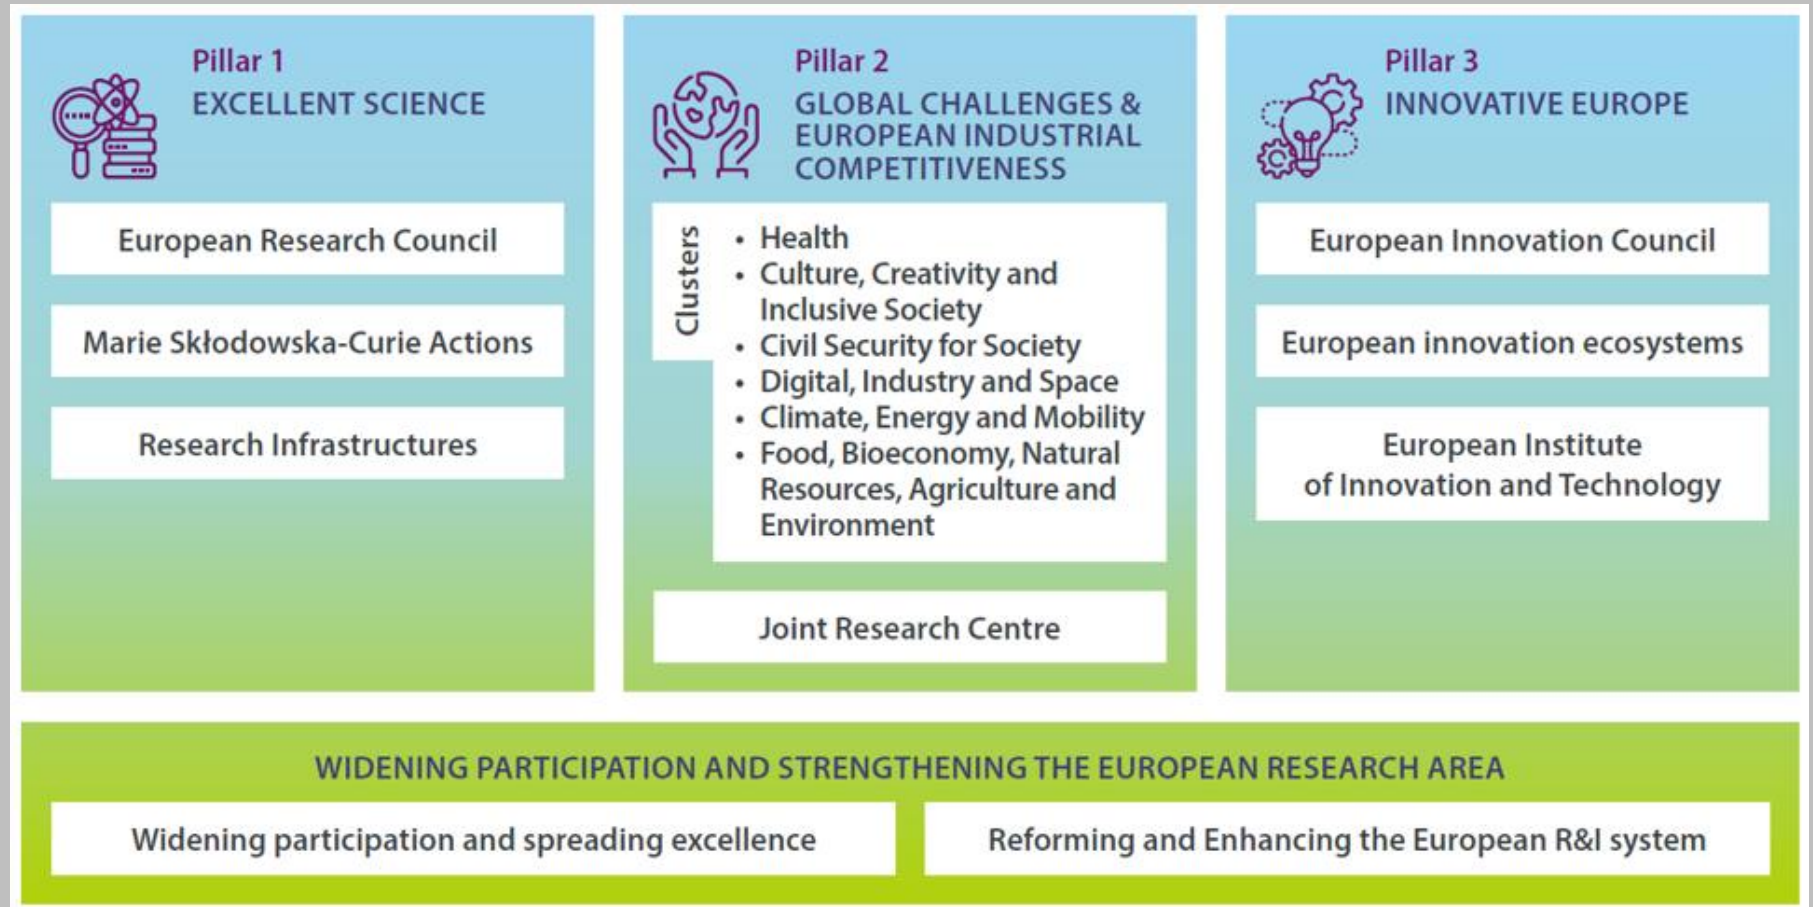 Pillar 1
EXCELLENT SCIENCE
European Research Council
Marie Skłodowska-Curie Actions
Research Infrastructures
Pillar 2
GLOBAL CHALLENGES &
EUROPEAN INDUSTRIAL
COMPETITIVENESS
Clusters
• Health
• Culture, Creativity and
Inclusive Society
• Civil Security for Society
• Digital, Industry and Space
• Climate, Energy and Mobility
• Food, Bioeconomy, Natural
Resources, Agriculture and
Environment
Joint Research Centre
Pillar 3
INNOVATIVE EUROPE
European Innovation Council
European innovation ecosystems
European Institute
of Innovation and Technology
WIDENING PARTICIPATION AND STRENGTHENING THE EUROPEAN RESEARCH AREA
Widening participation and spreading excellence
Reforming and Enhancing the European R&I system